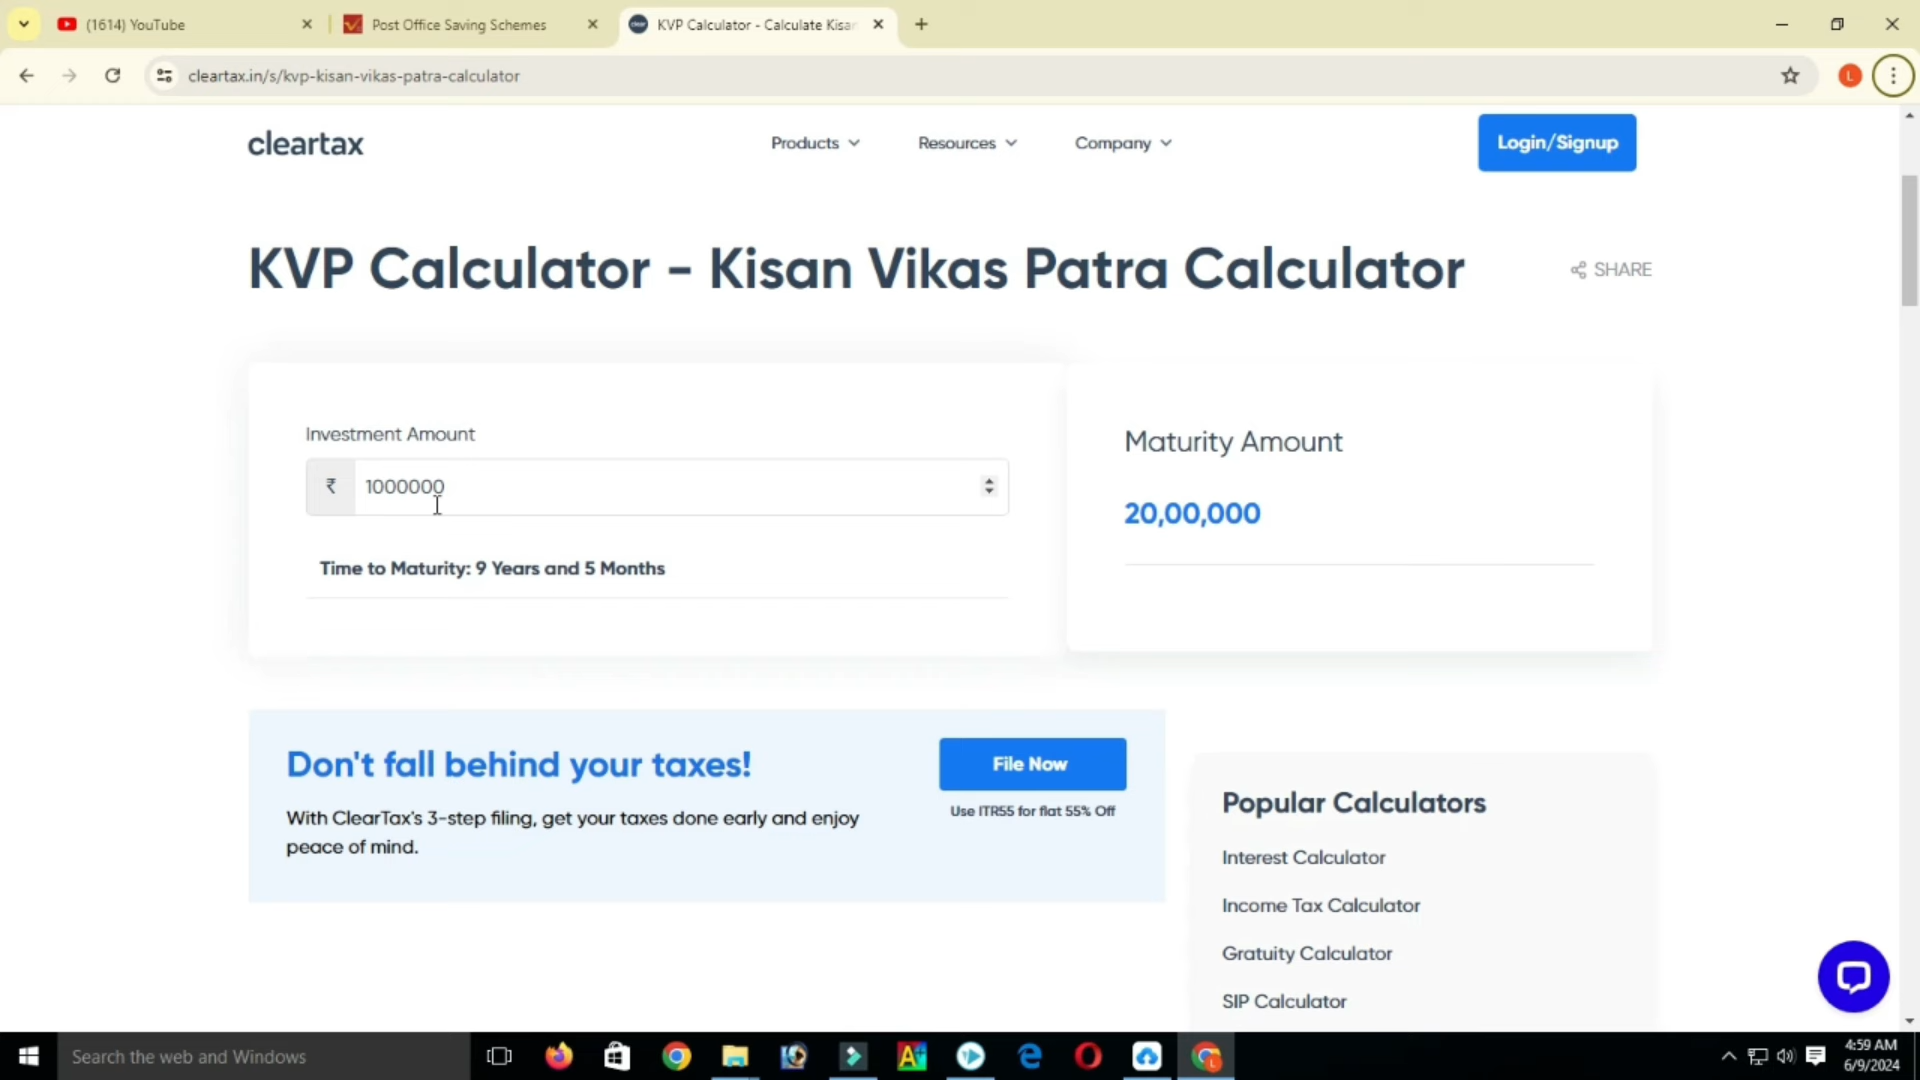 (1614) YouTube
Post Office Saving Schemes
KVP Calculator - Calculate Kisan
cleartax.in/s/kvp-kisan-vikas-patra-calculator
L
cleartax
Products
Resources
Company
Login/Signup
KVP Calculator - Kisan Vikas Patra Calculator
SHARE
Investment Amount
₹ 1000000
Time to Maturity: 9 Years and 5 Months
Maturity Amount
20,00,000
Don't fall behind your taxes!
With ClearTax's 3-step filing, get your taxes done early and enjoy
peace of mind.
File Now
Use ITR55 for flat 55% Off
Popular Calculators
Interest Calculator
Income Tax Calculator
Gratuity Calculator
SIP Calculator
Search the web and Windows
4:59 AM
6/9/2024